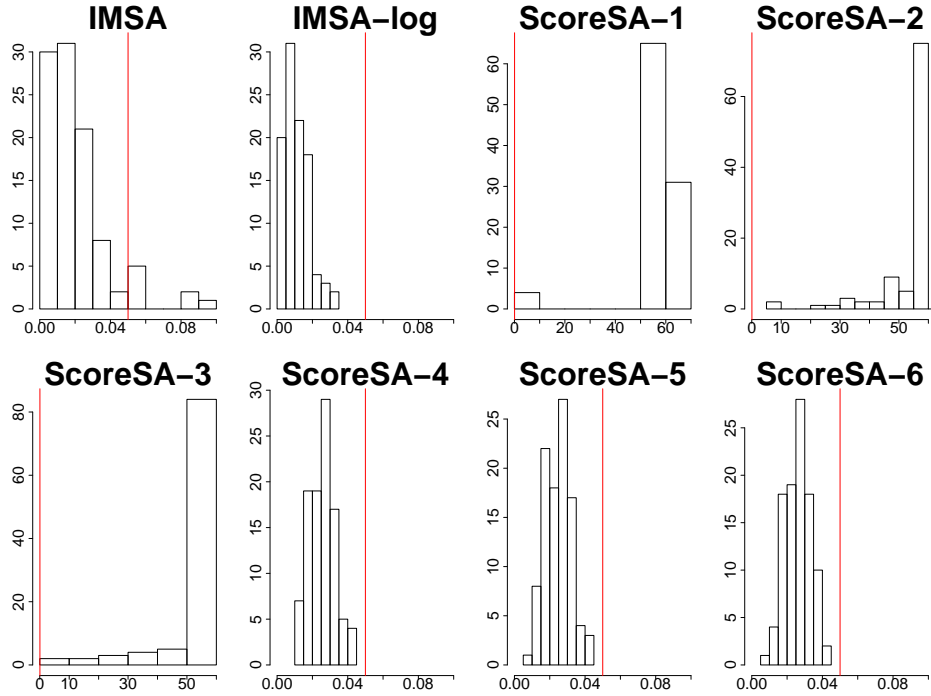 IMSA
IMSA−log
ScoreSA−1
ScoreSA−2
0 5 10 15 20 25 30
0.00 0.04 0.08
0 5 10 15 20 25 30
0.00 0.04 0.08
0 10 20 30 40 50 60
0 20 40 60
0 20 40 60
0 10 30 50
ScoreSA−3
ScoreSA−4
ScoreSA−5
ScoreSA−6
0 20 40 60 80
0 10 30 50
0 5 10 15 20 25 30
0.00 0.04 0.08
0 5 10 15 20 25
0.00 0.04 0.08
0 5 10 15 20 25
0.00 0.04 0.08